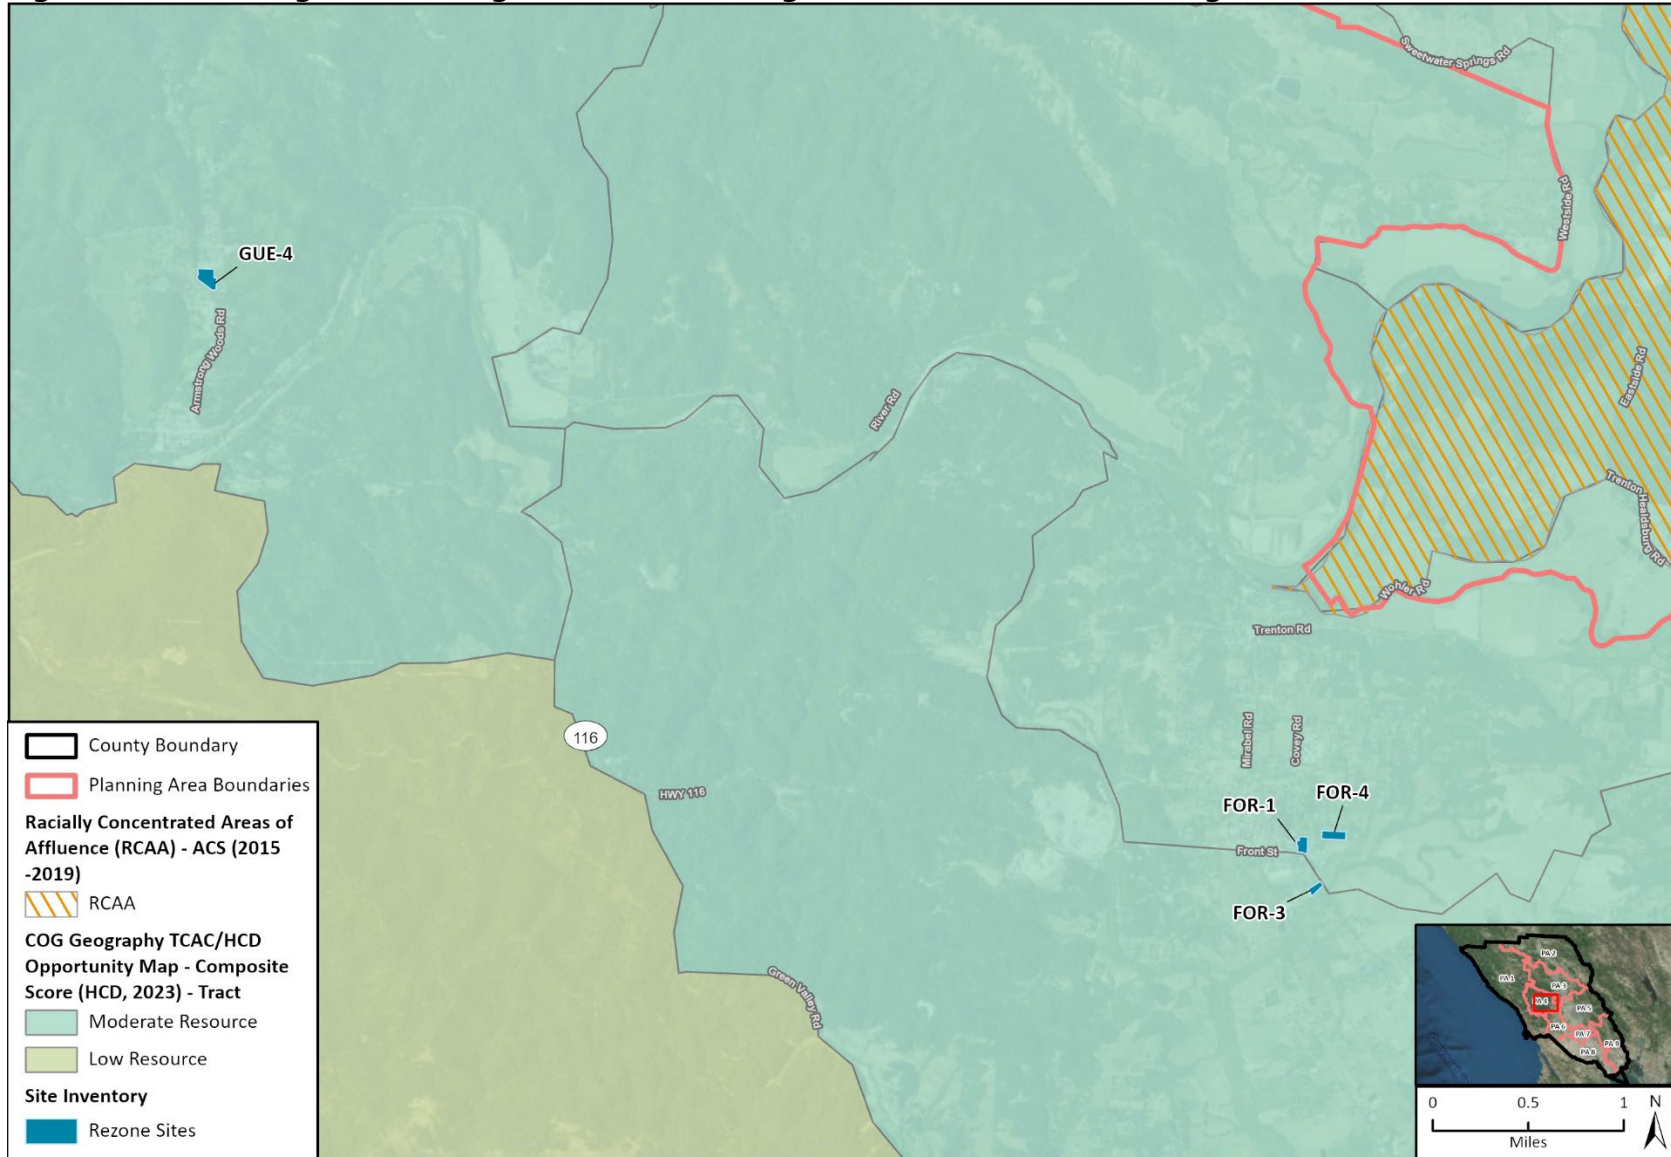 Sweetwater Springs Rd
Westside Rd
GUE-4
Armstrong Woods Rd
River Rd
Eastside Rd
Trenton Healdsburg Rd
Wohler Rd
Trenton Rd
116
HWY 116
Mirabel Rd
Covey Rd
FOR-1
FOR-4
Front St
FOR-3
Green Valley Rd
County Boundary
Planning Area Boundaries
Racially Concentrated Areas of
Affluence (RCAA) - ACS (2015
-2019)
RCAA
COG Geography TCAC/HCD
Opportunity Map - Composite
Score (HCD, 2023) - Tract
Moderate Resource
Low Resource
Site Inventory
Rezone Sites
PA 2
PA 1
PA 3
PA 5
PA 6
PA 7
PA 8
PA 9
0 0.5 1
Miles
N